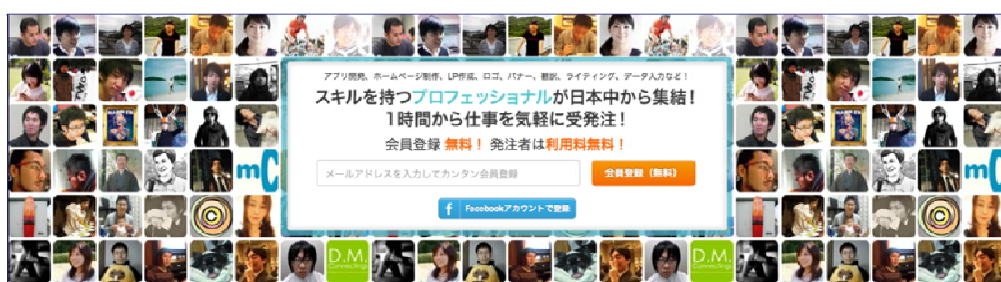 アプリ開発、ホームページ制作、LP作成、ロゴ、バナー、翻訳、ライティング、データ入力など！
スキルを持つプロフェッショナルが日本中から集結！
1時間から仕事を気軽に受発注！
会員登録 無料！ 発注者は利用料無料！
メールアドレスを入力してカンタン会員登録
会員登録（無料）
f Facebookアカウントで登録
mC
m
D.M.
D.M.
D.M.